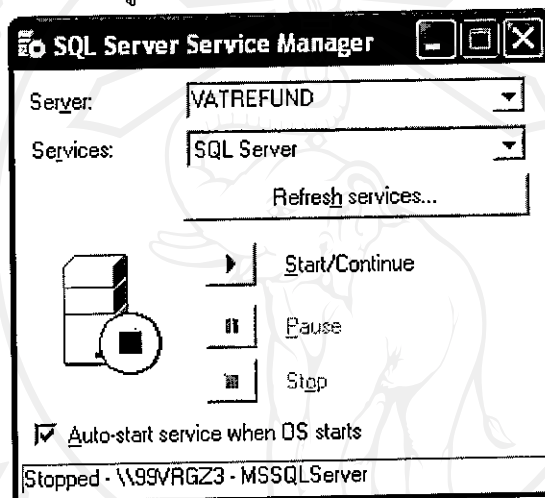 SQL Server Service Manager
Server: VATREFUND
Services: SQL Server
Refresh services...
Start/Continue
Pause
Stop
Auto-start service when OS starts
Stopped - \\99VRGZ3 - MSSQLServer